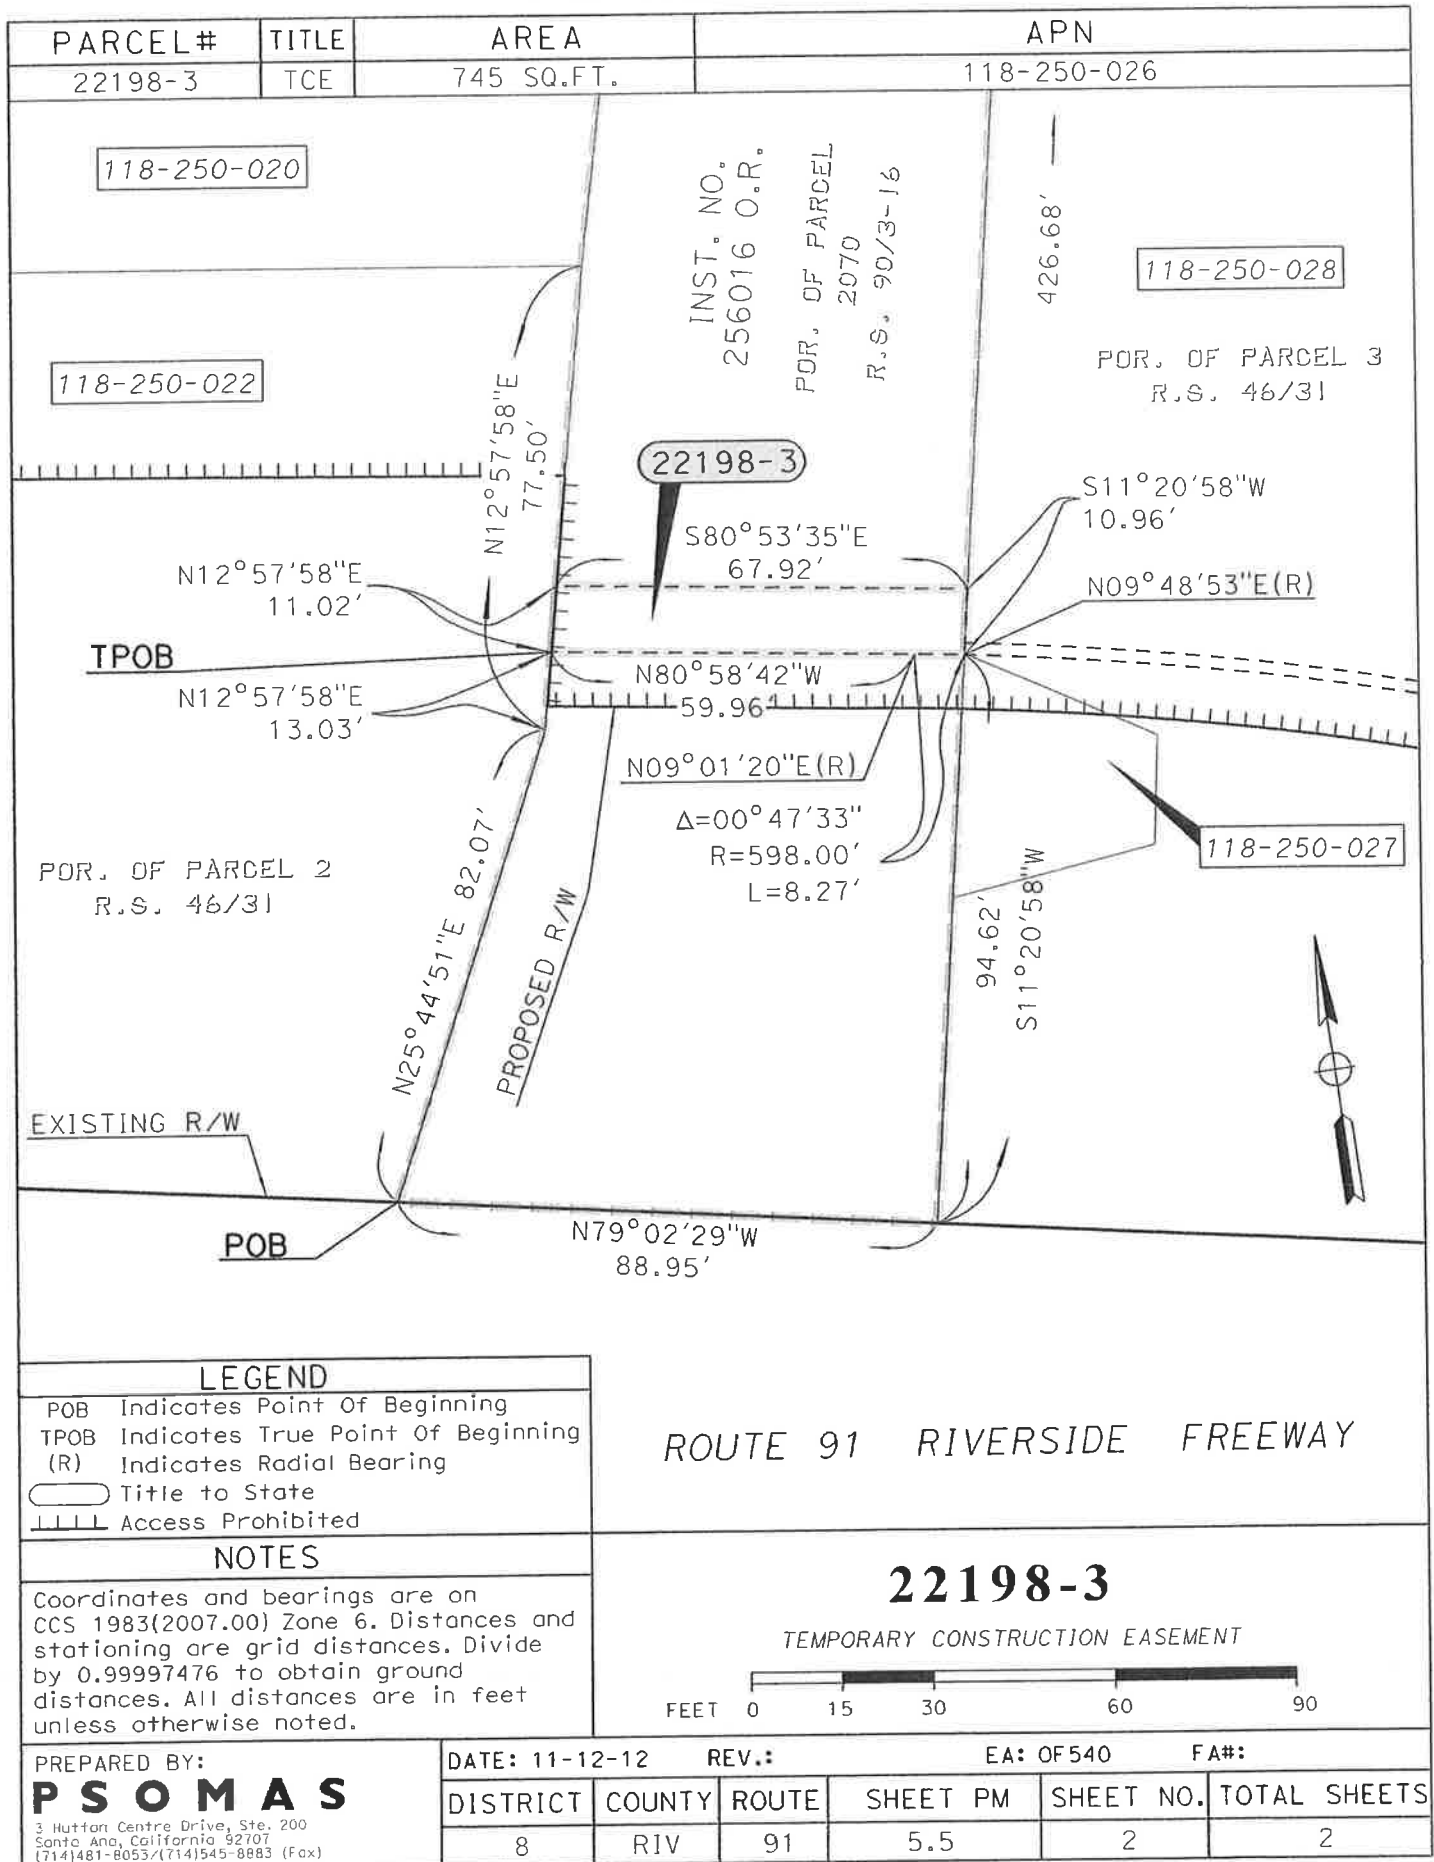 PARCEL# TITLE AREA APN
22198-3 TCE 745 SQ.FT. 118-250-026
118-250-020
INST. NO.
256016 O.R.
POR. OF PARCEL
2070
R.S. 90/3-16
426.68'
118-250-028
118-250-022
POR. OF PARCEL 3
R.S. 46/31
N12°57'58"E
77.50'
22198-3
S11°20'58"W
10.96'
S80°53'35"E
67.92'
N12°57'58"E
11.02'
N09°48'53"E(R)
TPOB
N80°58'42"W
59.96'
N12°57'58"E
13.03'
N09°01'20"E(R)
Δ=00°47'33"
R=598.00'
L=8.27'
118-250-027
POR. OF PARCEL 2
R.S. 46/31
N25°44'51"E 82.07'
PROPOSED R/W
94.62'
S11°20'58"W
EXISTING R/W
POB
N79°02'29"W
88.95'
LEGEND
POB Indicates Point Of Beginning
TPOB Indicates True Point Of Beginning
(R) Indicates Radial Bearing
Title to State
Access Prohibited
ROUTE 91 RIVERSIDE FREEWAY
NOTES
Coordinates and bearings are on
CCS 1983(2007.00) Zone 6. Distances and
stationing are grid distances. Divide
by 0.99997476 to obtain ground
distances. All distances are in feet
unless otherwise noted.
22198-3
TEMPORARY CONSTRUCTION EASEMENT
FEET 0 15 30 60 90
PREPARED BY:
PSOMAS
3 Hutton Centre Drive, Ste. 200
Santa Ana, California 92707
(714)481-8053/(714)545-8883 (Fax)
DATE: 11-12-12 REV.: EA: OF540 FA#:
DISTRICT COUNTY ROUTE SHEET PM SHEET NO. TOTAL SHEETS
8 RIV 91 5.5 2 2